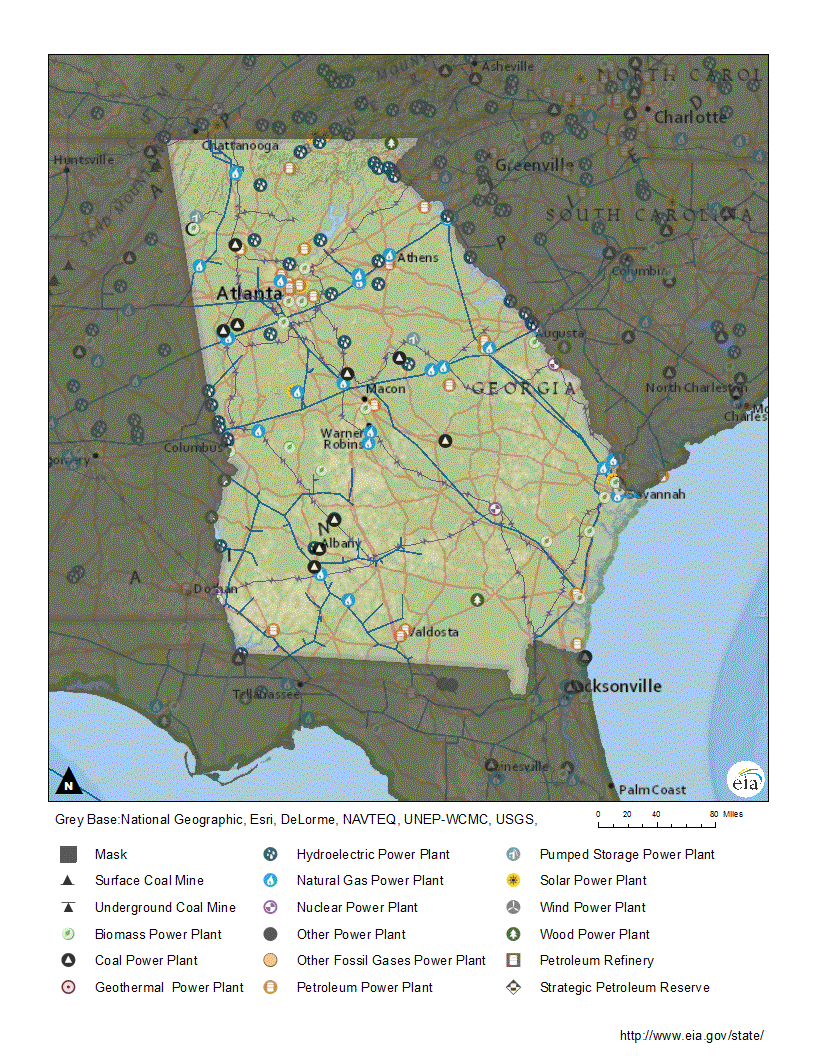 Asheville
NORTH CAROL
Charlotte
Chattanooga
Huntsville
Greenville
SAND MOUNT
SOUTH CAROLINA
Columbia
Athens
Atlanta
Augusta
GEORGIA
Macon
North Charleston
Charles
Warner
Robins
Columbus
gomery
Savannah
Albany
A
Dothan
Valdosta
Tallahassee
Jacksonville
ainesville
Palm Coast
N
eia
Grey Base:National Geographic, Esri, DeLorme, NAVTEQ, UNEP-WCMC, USGS,
0 20 40 80 Miles
Mask
Hydroelectric Power Plant
Pumped Storage Power Plant
Surface Coal Mine
Natural Gas Power Plant
Solar Power Plant
Underground Coal Mine
Nuclear Power Plant
Wind Power Plant
Biomass Power Plant
Other Power Plant
Wood Power Plant
Coal Power Plant
Other Fossil Gases Power Plant
Petroleum Refinery
Geothermal Power Plant
Petroleum Power Plant
Strategic Petroleum Reserve
http://www.eia.gov/state/